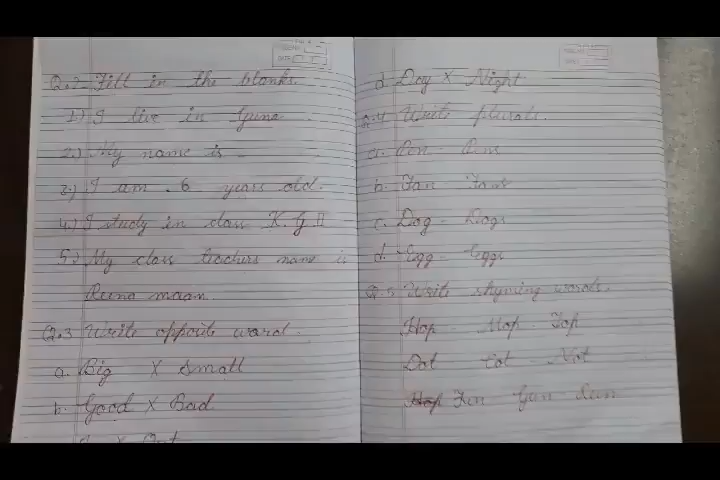 Q.2 Fill in the blanks.
1.) I live in Guna.
2.) My name is -
3.) I am . 6 years old.
4.) I study in class K.G II
5.) My class teachers name is
Reena maam.
Q.3 Write opposite word.
a. Big X Small
b. Good X Bad
X Out
d. Day X Night
Q.4 Write plurals.
a. Pen - Pens
b. Fan Fans
c. Dog - Dogs
d. Egg - Eggs
Q.5 Write rhyming words.
Hop - Mop - Top
Dot Cot Not
Hop Fun - Gun - Run